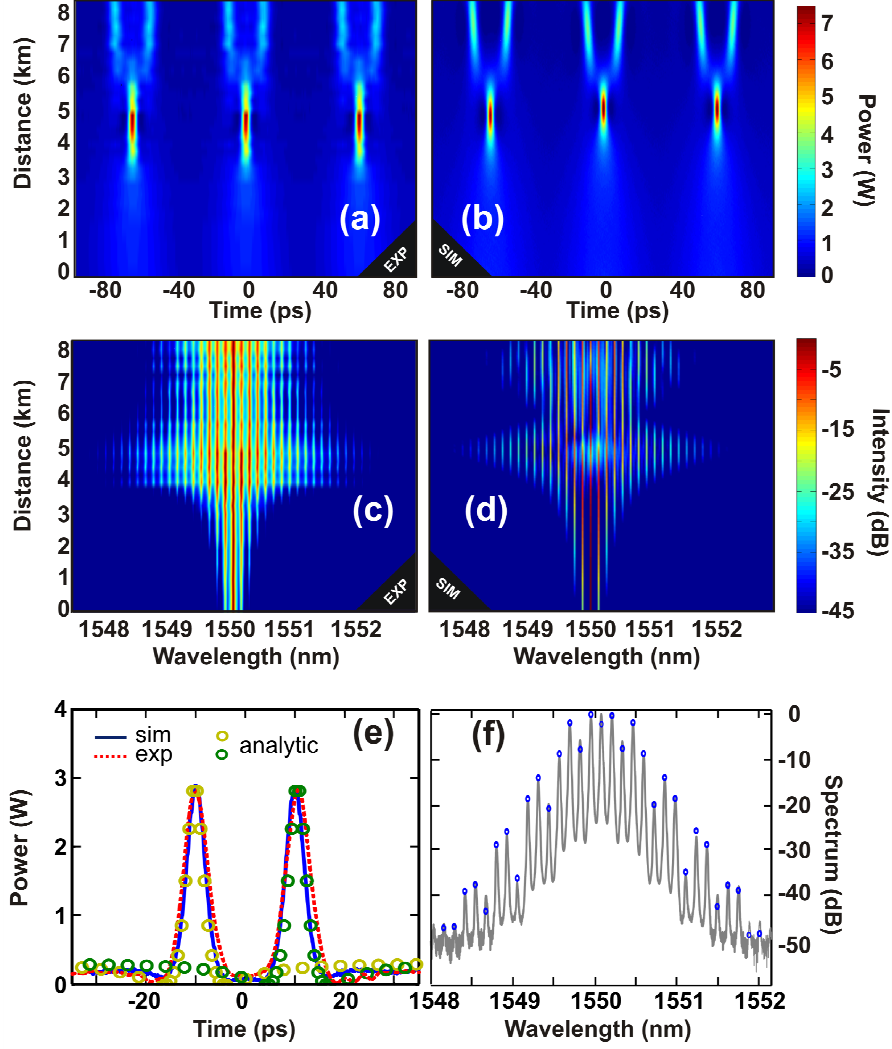 8
7
6
5
4
3
2
1
0
Distance (km)
(a)
EXP
-80 -40 0 40 80
Time (ps)
(b)
SIM
-80 -40 0 40 80
Time (ps)
7
6
5
4
3
2
1
0
Power (W)
8
7
6
5
4
3
2
1
0
Distance (km)
(c)
EXP
1548 1549 1550 1551 1552
Wavelength (nm)
(d)
SIM
1548 1549 1550 1551 1552
Wavelength (nm)
-5
-15
-25
-35
-45
Intensity (dB)
4
3
2
1
0
Power (W)
sim
exp
analytic
(e)
-20 0 20
Time (ps)
(f)
0
-10
-20
-30
-40
-50
Spectrum (dB)
1548 1549 1550 1551 1552
Wavelength (nm)